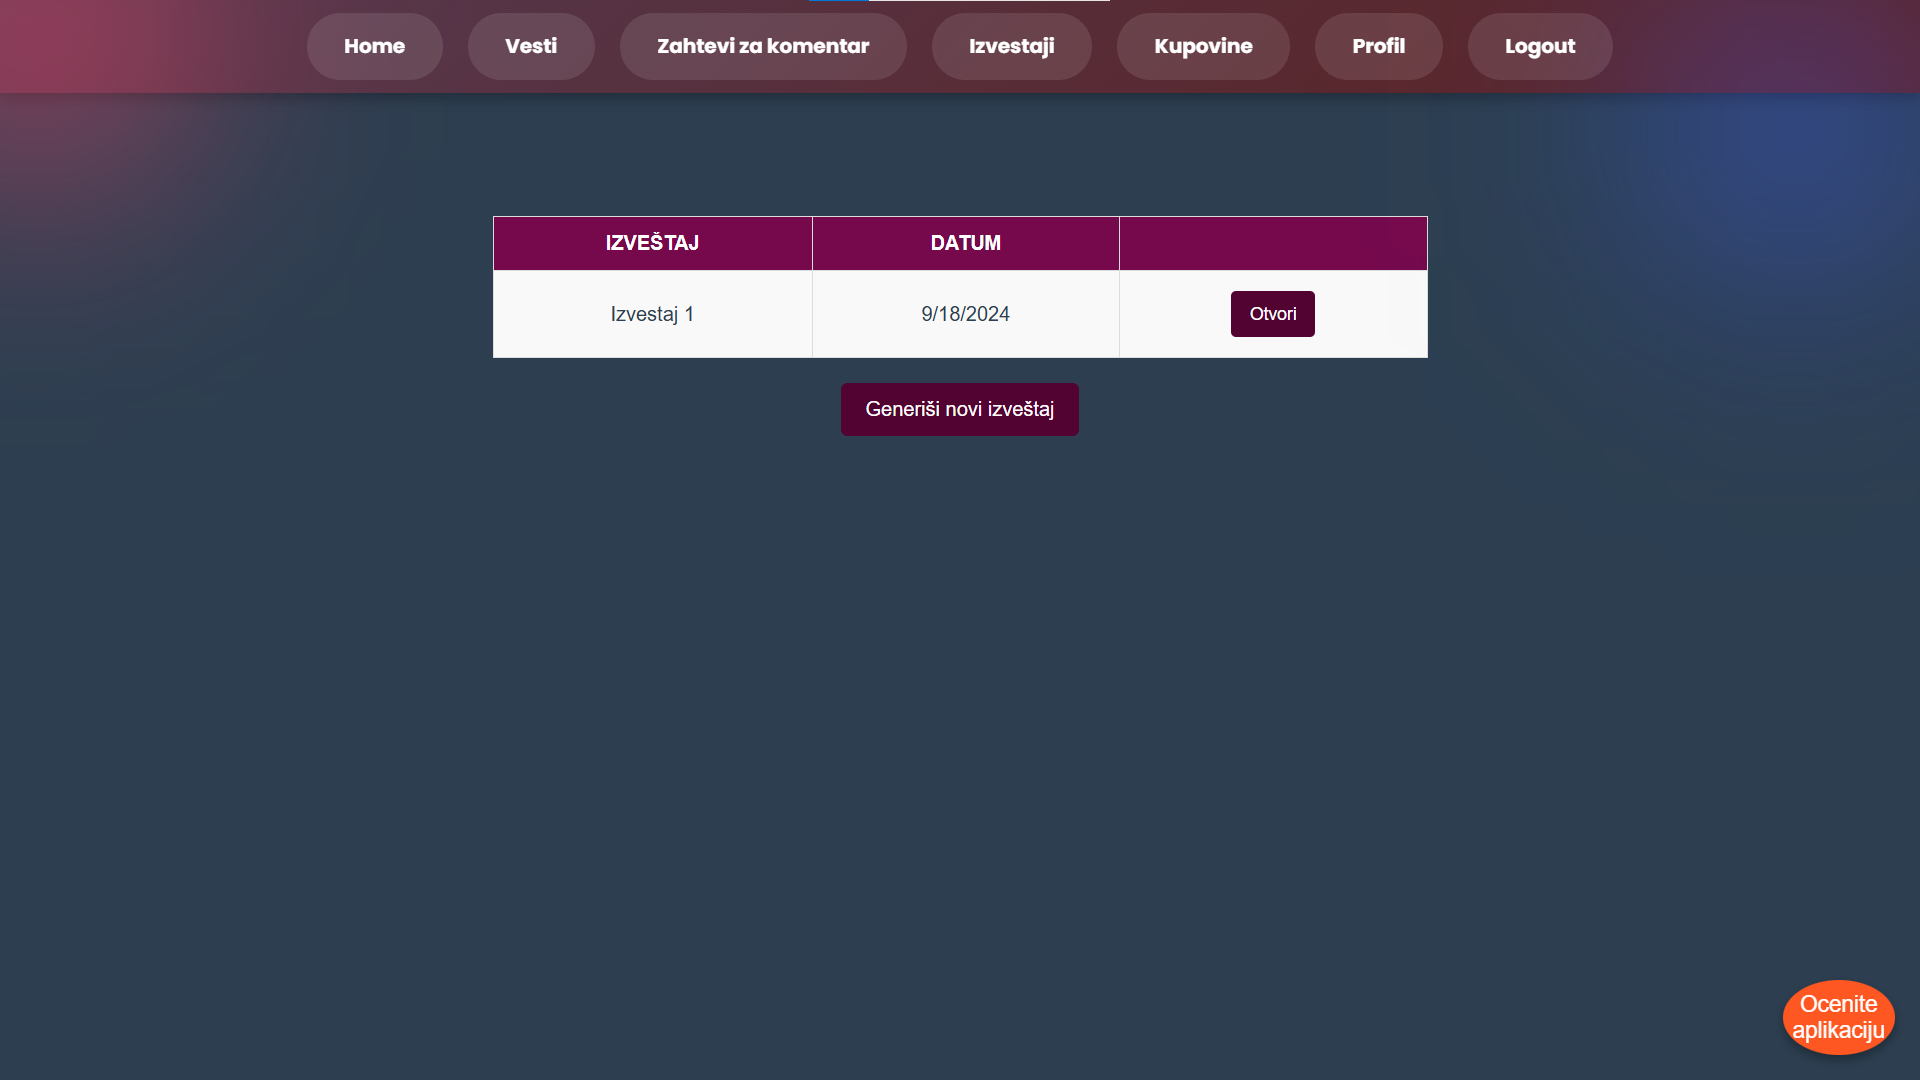 Home Vesti Zahtevi za komentar Izvestaji Kupovine Profil Logout
IZVEŠTAJ DATUM
Izvestaj 1 9/18/2024 Otvori
Generiši novi izveštaj
Ocenite
aplikaciju